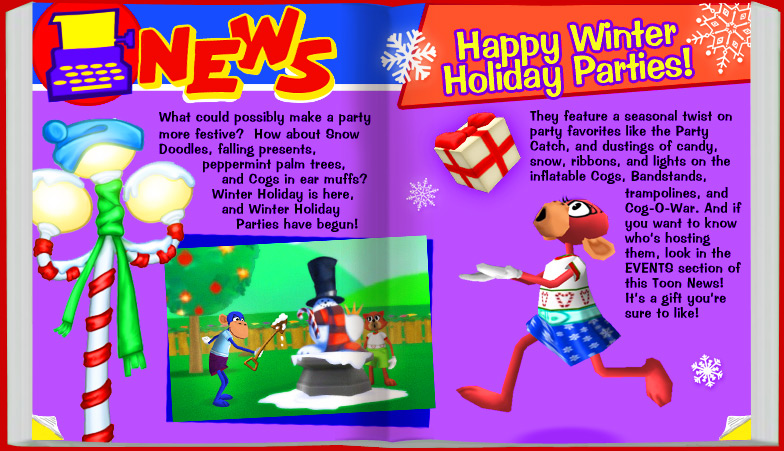 NEWS
What could possibly make a party
more festive?  How about Snow
Doodles, falling presents,
peppermint palm trees,
and Cogs in ear muffs?
Winter Holiday is here,
and Winter Holiday
Parties have begun!
Happy Winter
Holiday Parties!
They feature a seasonal twist on
party favorites like the Party
Catch, and dustings of candy,
snow, ribbons, and lights on the
inflatable Cogs, Bandstands,
trampolines, and
Cog-O-War. And if
you want to know
who's hosting
them, look in the
EVENTS section of
this Toon News!
It's a gift you're
sure to like!